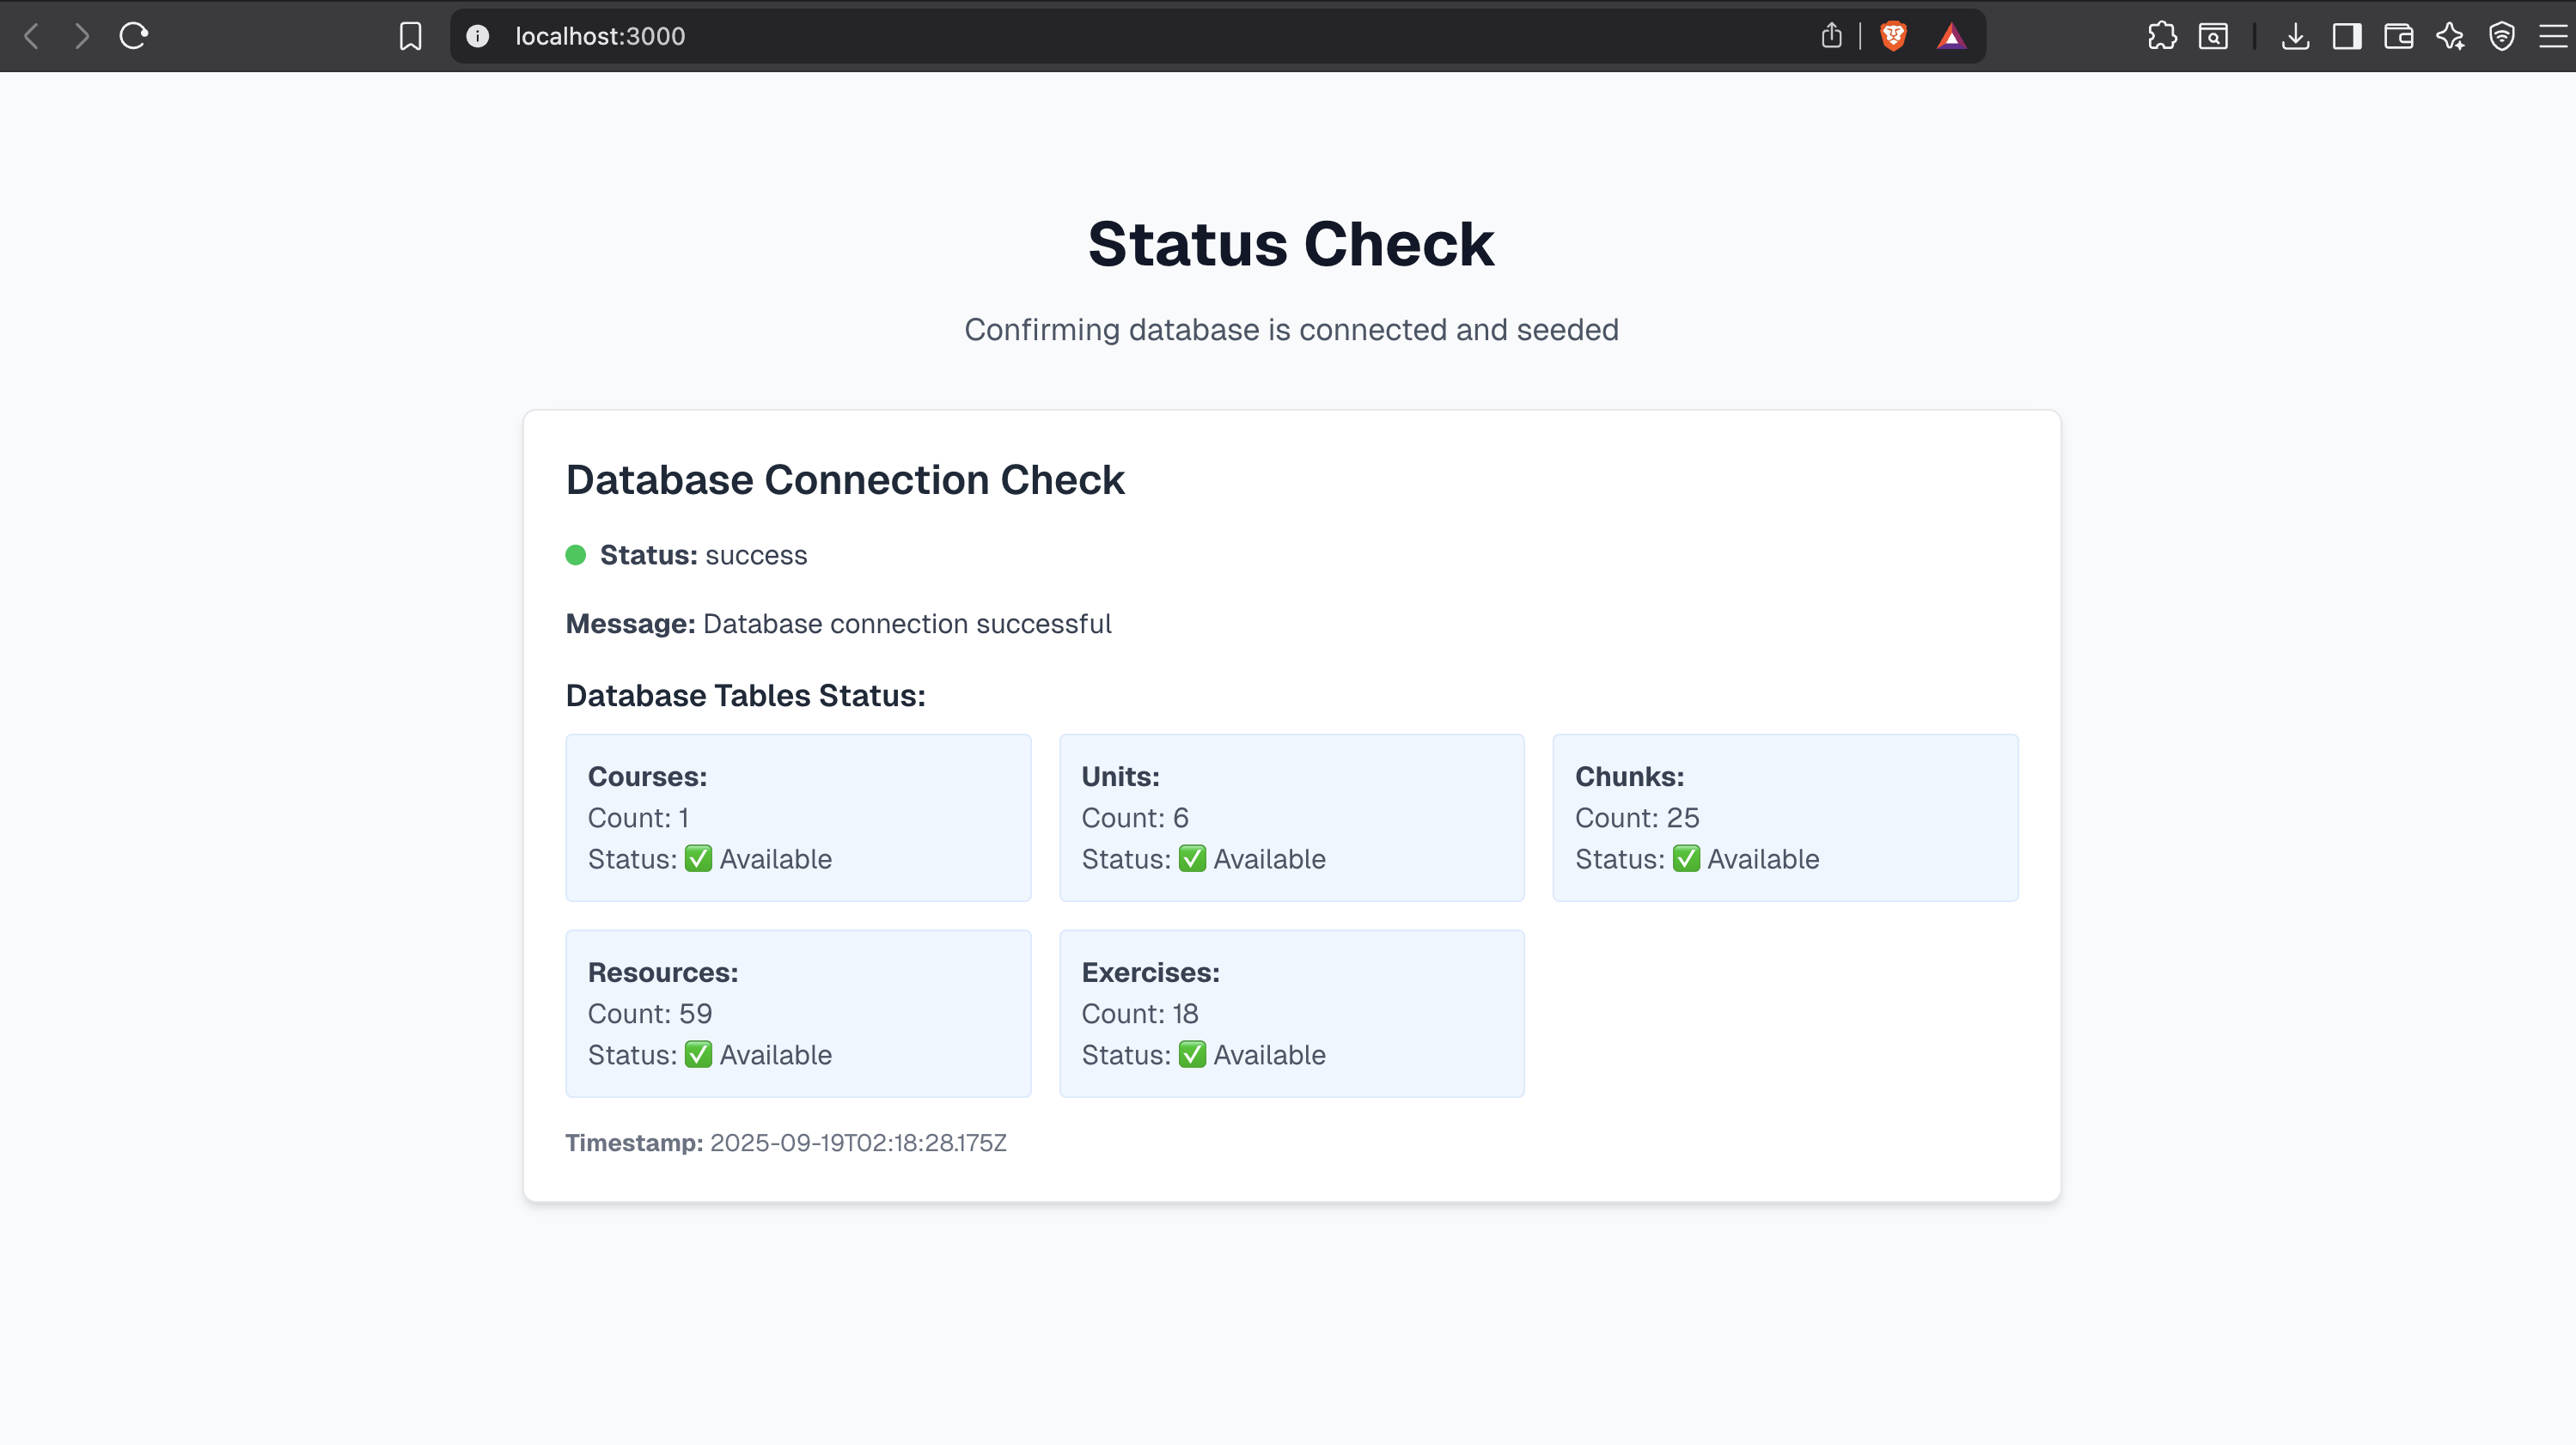 localhost:3000
Status Check
Confirming database is connected and seeded
Database Connection Check
Status: success
Message: Database connection successful
Database Tables Status:
Courses:
Count: 1
Status: ✅ Available
Units:
Count: 6
Status: ✅ Available
Chunks:
Count: 25
Status: ✅ Available
Resources:
Count: 59
Status: ✅ Available
Exercises:
Count: 18
Status: ✅ Available
Timestamp: 2025-09-19T02:18:28.175Z